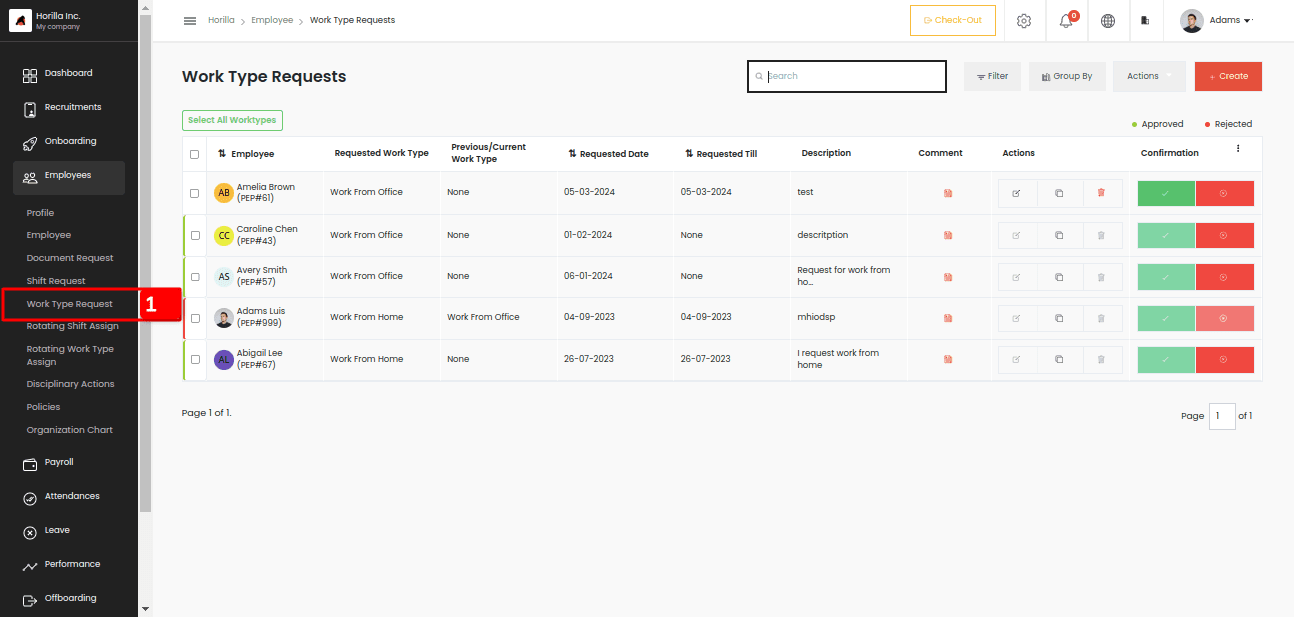 Horilla Inc.
My company
Horilla > Employee > Work Type Requests
Check-Out
0
Adams
Dashboard
Recruitments
Onboarding
Employees
Profile
Employee
Document Request
Shift Request
Work Type Request
1
Rotating Shift Assign
Rotating Work Type
Assign
Disciplinary Actions
Policies
Organization Chart
Payroll
Attendances
Leave
Performance
Offboarding
Work Type Requests
Search
Filter
Group By
Actions
+ Create
Select All Worktypes
Approved
Rejected
Employee
Requested Work Type
Previous/Current
Work Type
Requested Date
Requested Till
Description
Comment
Actions
Confirmation
AB
Amelia Brown
(PEP#61)
Work From Office
None
05-03-2024
05-03-2024
test
CC
Caroline Chen
(PEP#43)
Work From Office
None
01-02-2024
None
descritption
AS
Avery Smith
(PEP#57)
Work From Office
None
06-01-2024
None
Request for work from
ho...
Adams Luis
(PEP#999)
Work From Home
Work From Office
04-09-2023
04-09-2023
mhiodsp
AL
Abigail Lee
(PEP#67)
Work From Home
None
26-07-2023
26-07-2023
I request work from
home
Page 1 of 1.
Page 1 of 1